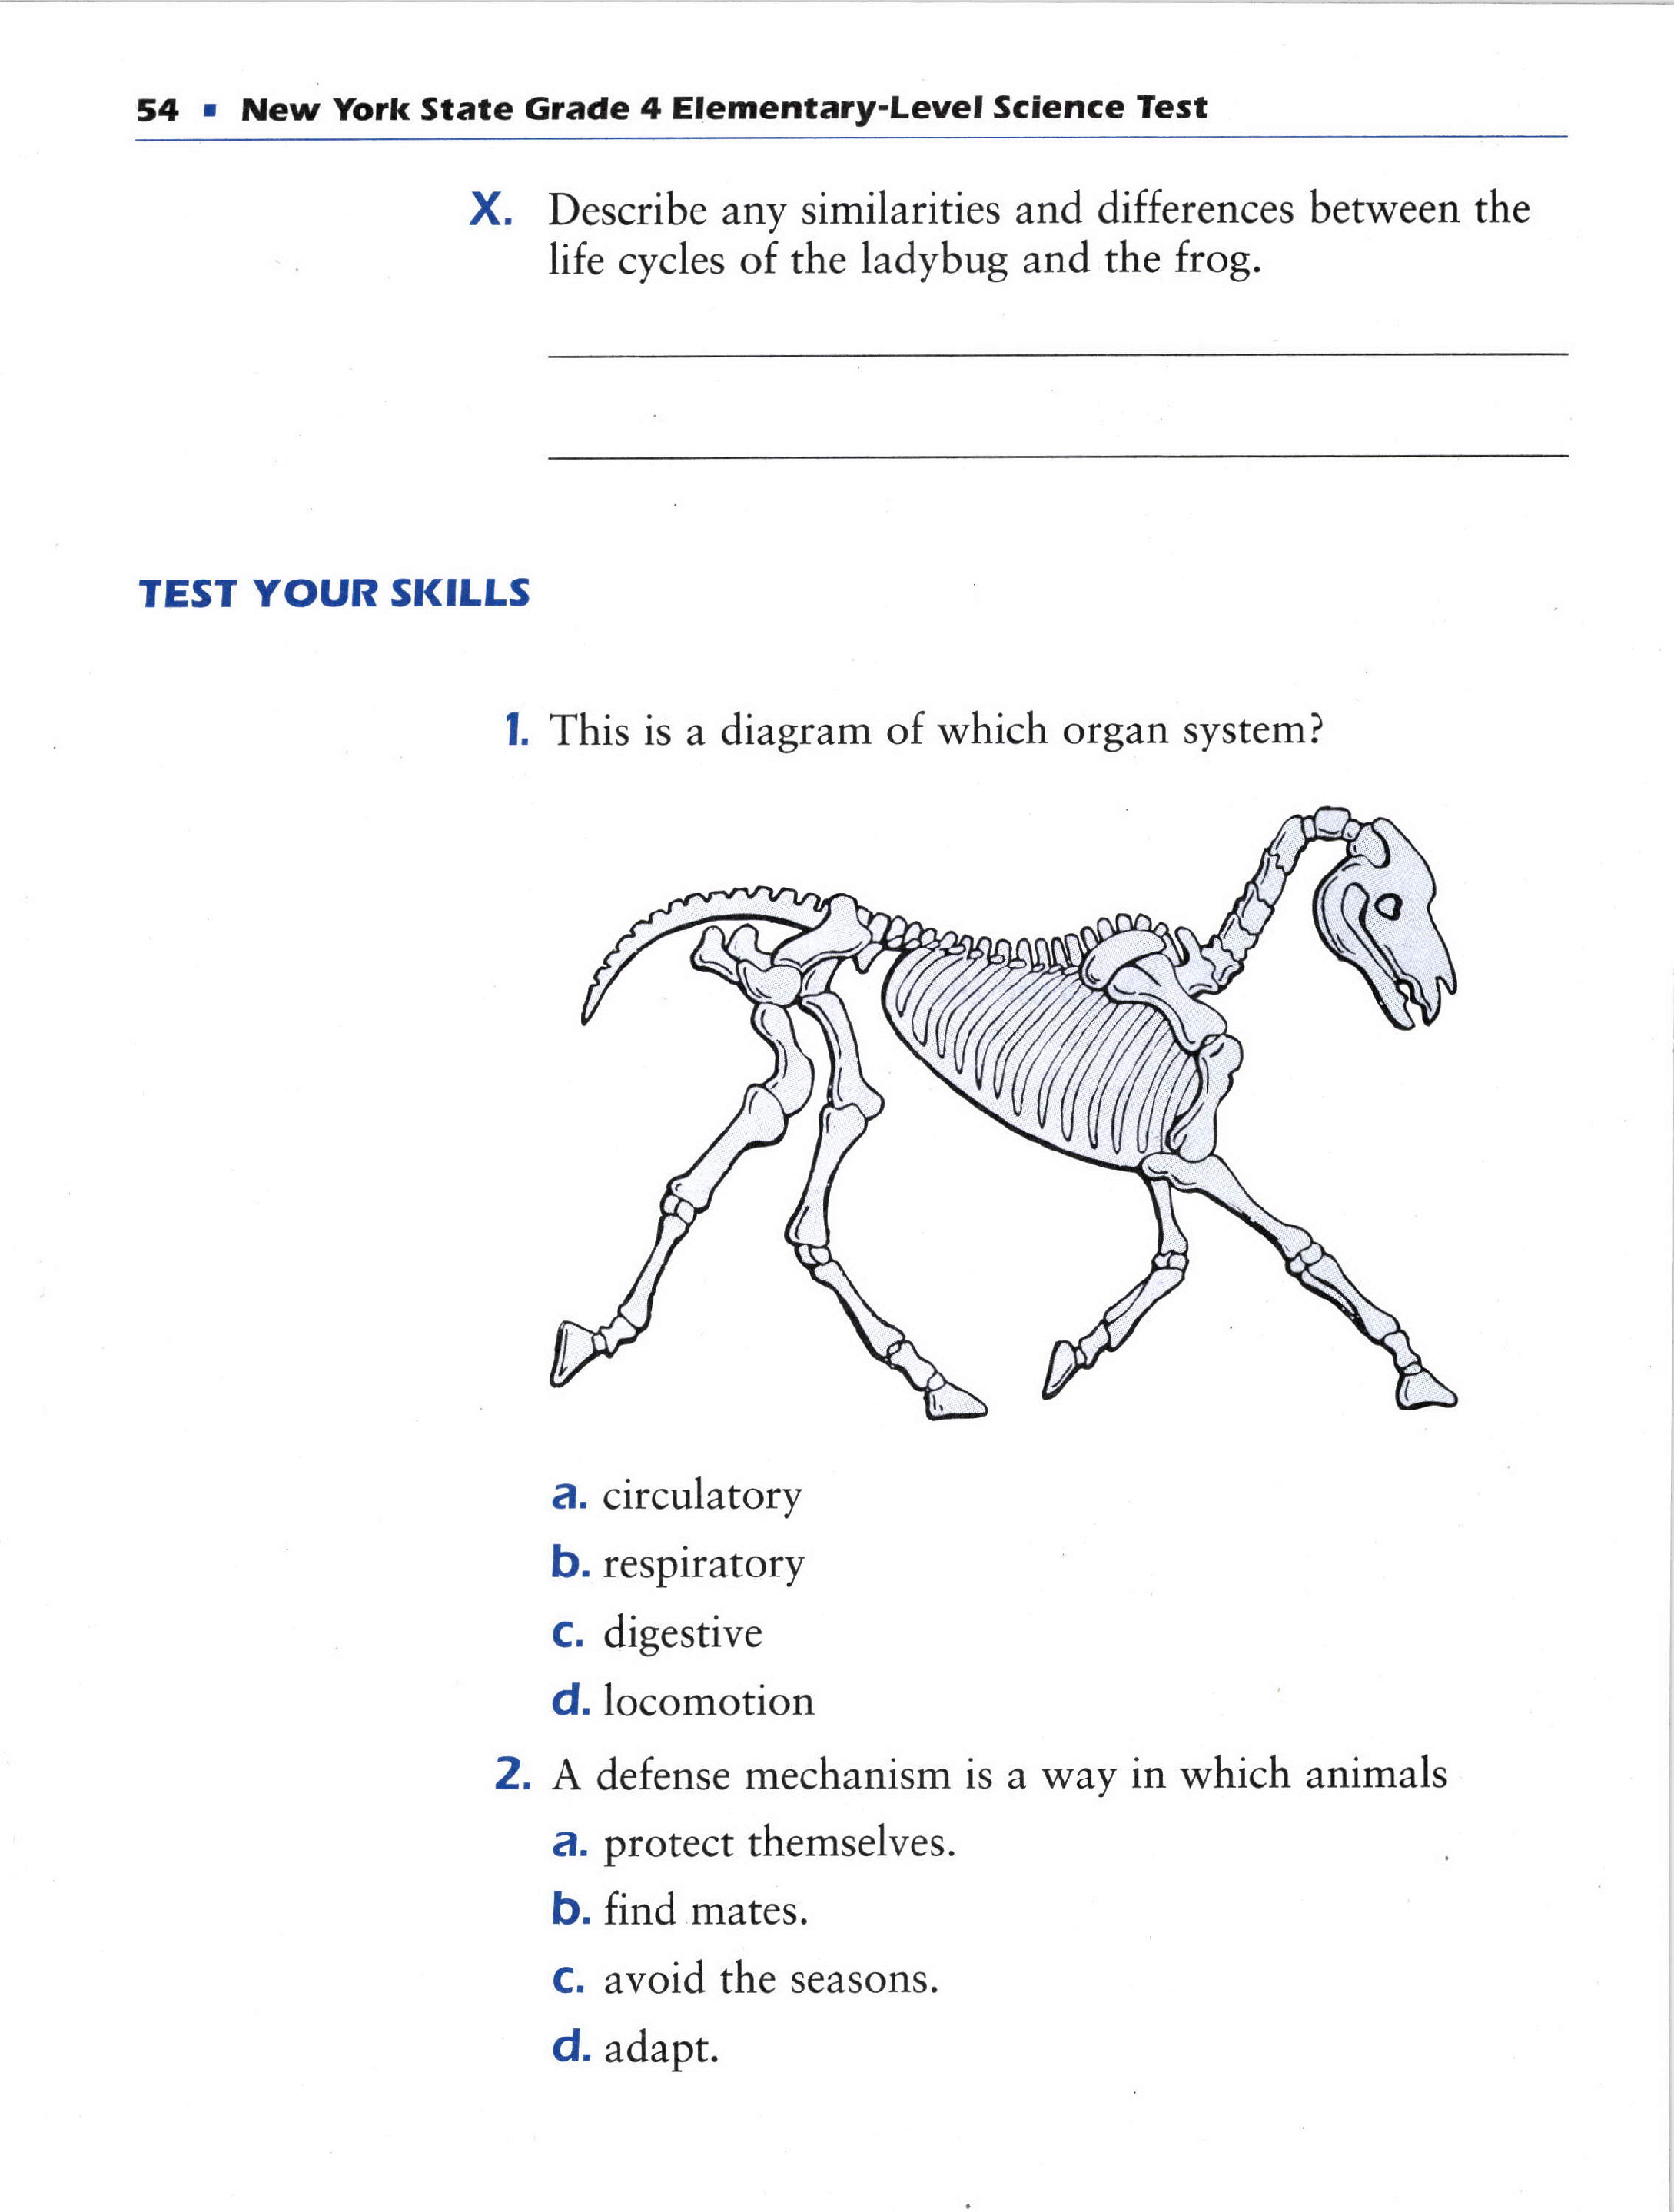 54 ▪ New York State Grade 4 Elementary-Level Science Test
X. Describe any similarities and differences between the
life cycles of the ladybug and the frog.
TEST YOUR SKILLS
1. This is a diagram of which organ system?
a. circulatory
b. respiratory
c. digestive
d. locomotion
2. A defense mechanism is a way in which animals
a. protect themselves.
b. find mates.
c. avoid the seasons.
d. adapt.